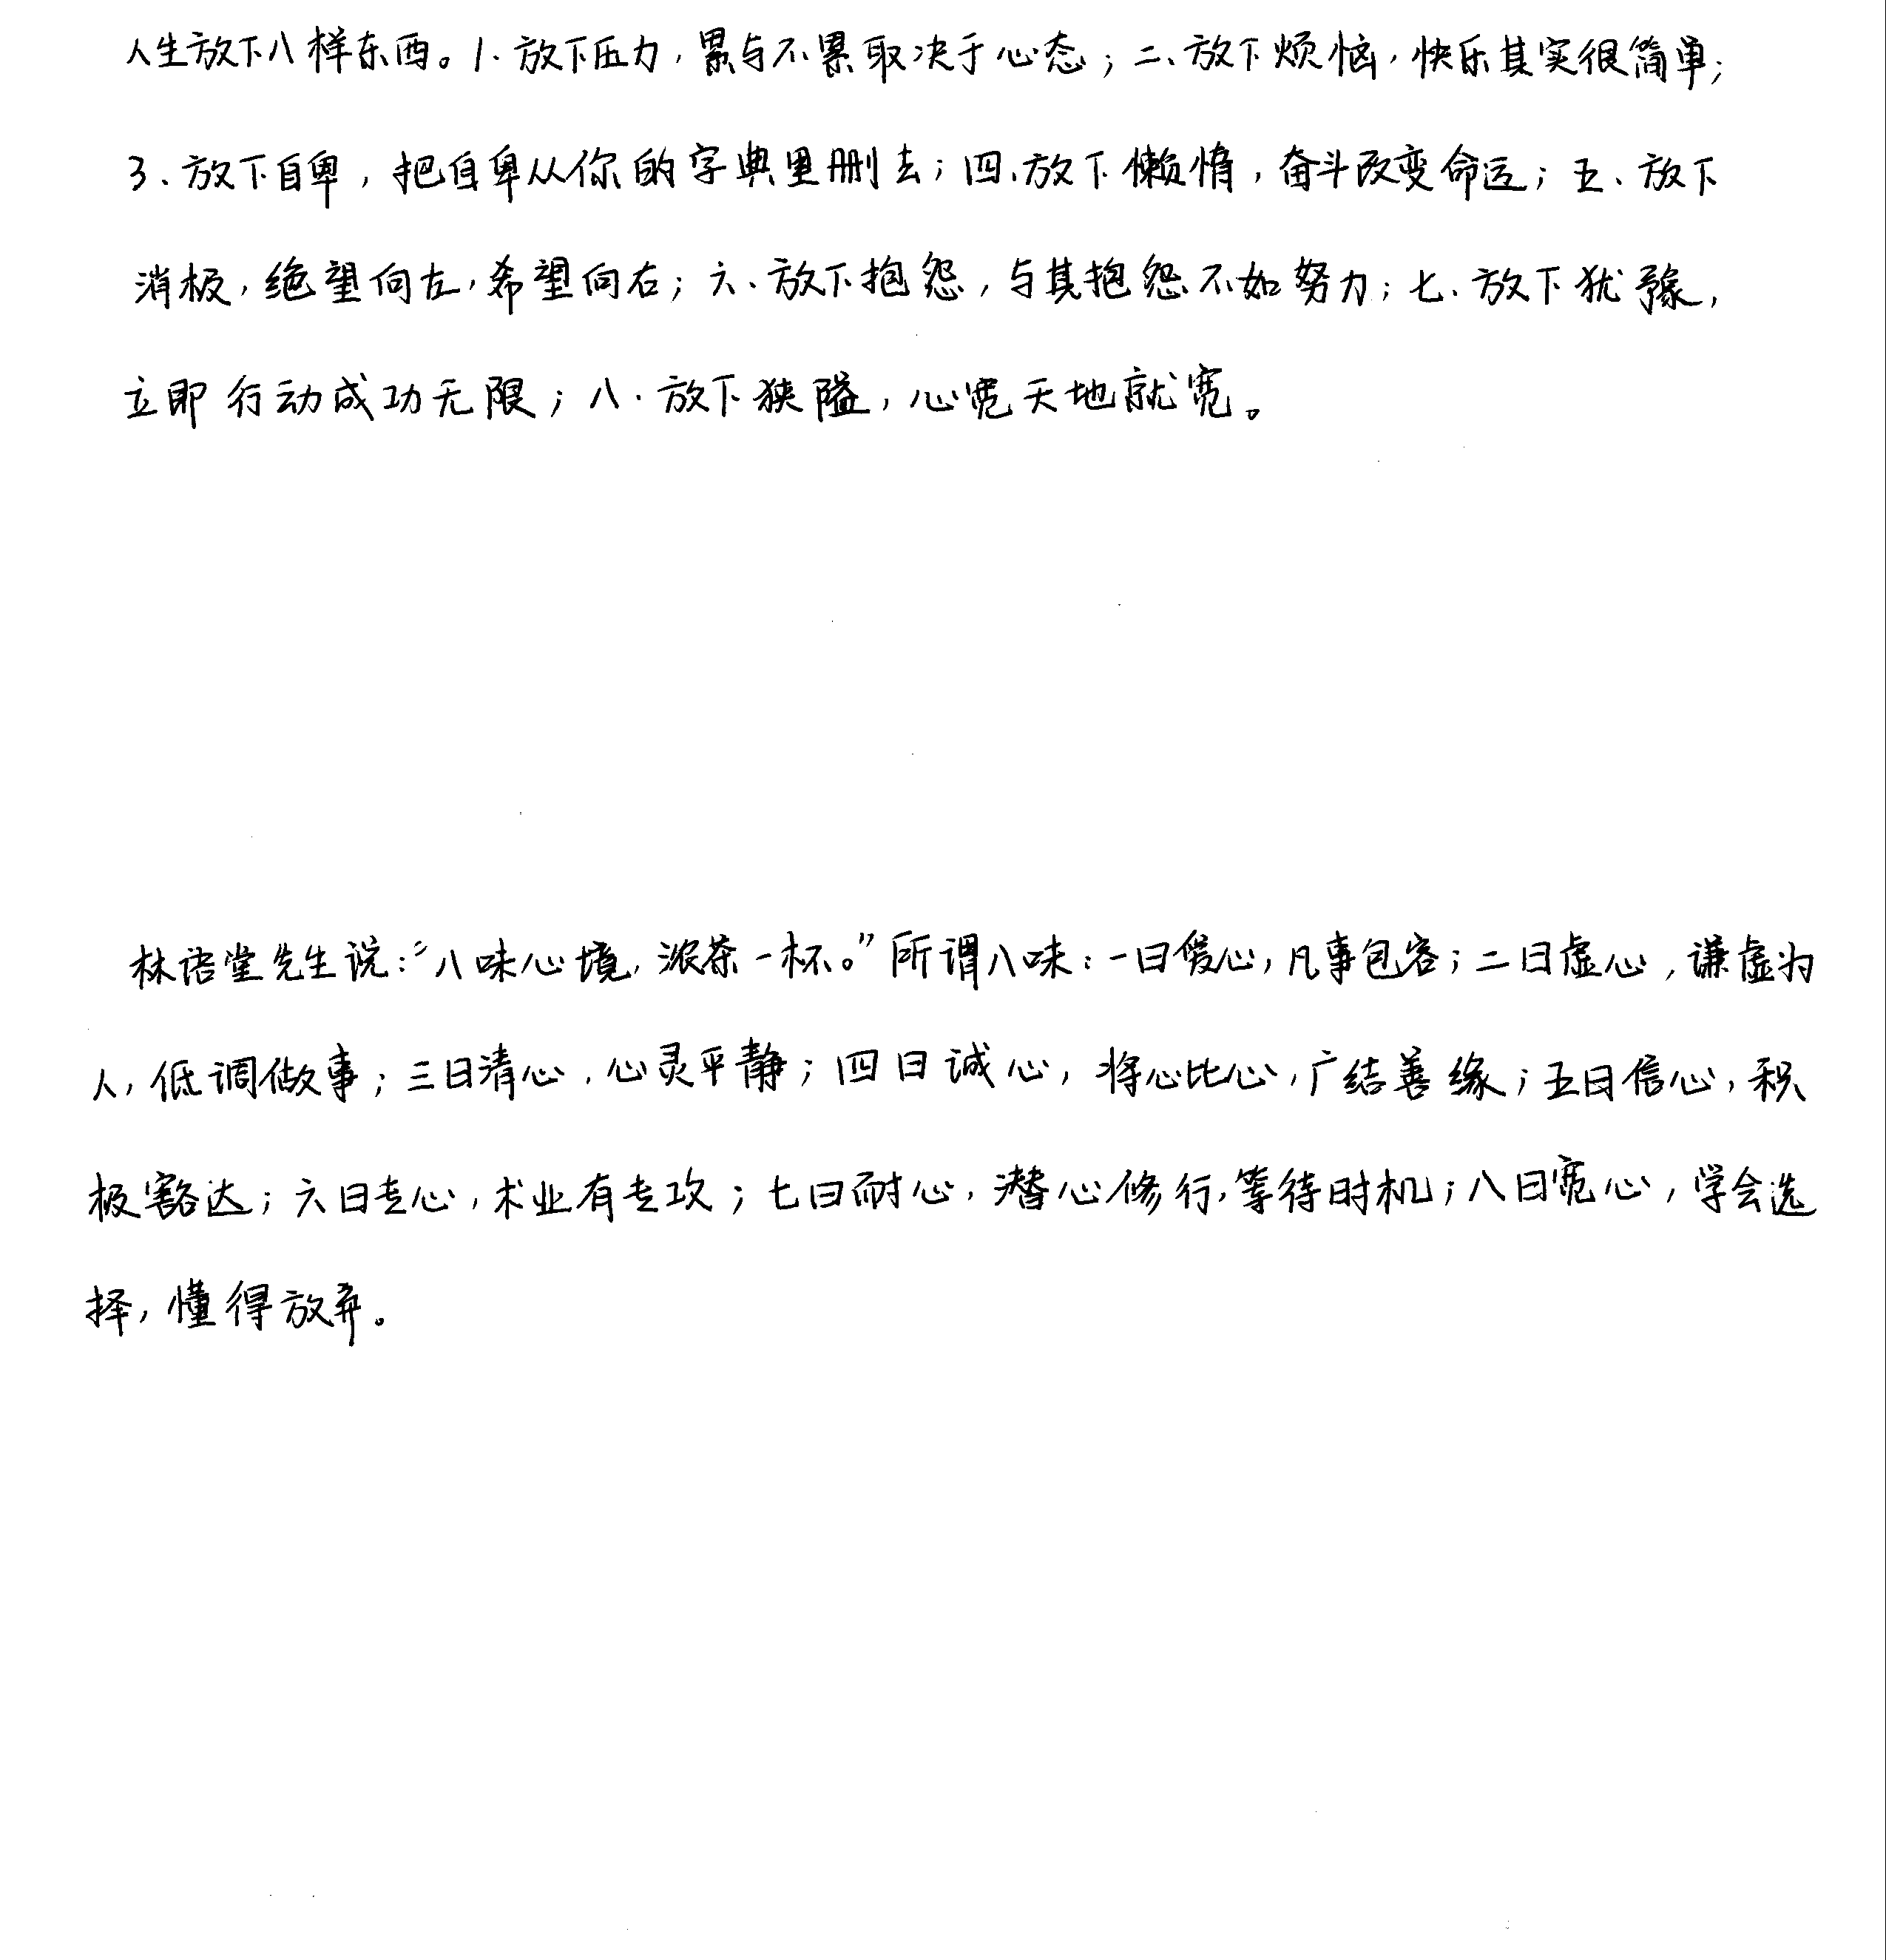 人生放下八样东西。1.放下压力,累与不累取决于心态;二、放下烦恼,快乐其实很简单;
3、放下自卑,把自卑从你的字典里删去;四、放下懒惰,奋斗改变命运;五、放下
消极,绝望向左,希望向右;六、放下抱怨,与其抱怨不如努力;七、放下犹豫,
立即行动成功无限;八.放下狭隘,心宽天地就宽。
林语堂先生说:"八味心境,浓茶一杯。"所谓八味:一曰爱心,凡事包容;二曰虚心,谦虚为
人,低调做事;三曰清心,心灵平静;四曰诚心,将心比心,广结善缘;五曰信心,积
极豁达;六曰专心,术业有专攻;七曰耐心,潜心修行,等待时机;八曰宽心,学会选
择,懂得放弃。